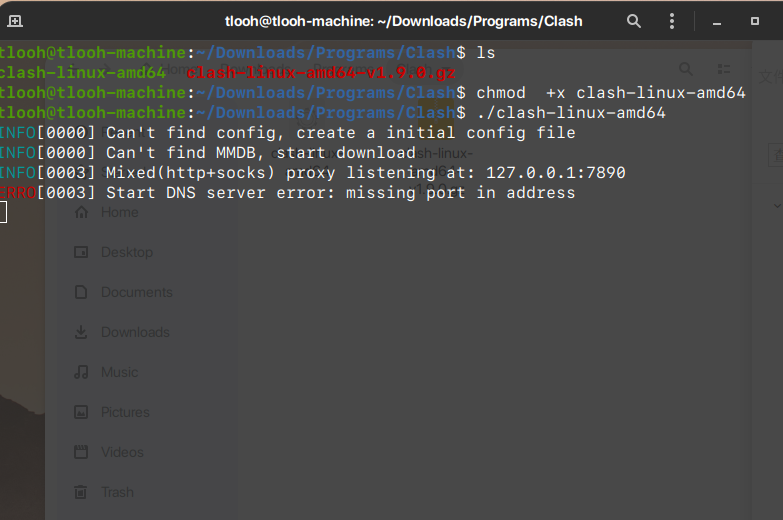 tlooh@tlooh-machine: ~/Downloads/Programs/Clash
tlooh@tlooh-machine:~/Downloads/Programs/Clash$ ls
clash-linux-amd64  clash-linux-amd64-v1.9.0.gz
tlooh@tlooh-machine:~/Downloads/Programs/Clash$ chmod  +x clash-linux-amd64
tlooh@tlooh-machine:~/Downloads/Programs/Clash$ ./clash-linux-amd64
INFO[0000] Can't find config, create a initial config file
INFO[0000] Can't find MMDB, start download
INFO[0003] Mixed(http+socks) proxy listening at: 127.0.0.1:7890
ERRO[0003] Start DNS server error: missing port in address
Home
Desktop
Documents
Downloads
Music
Pictures
Videos
Trash